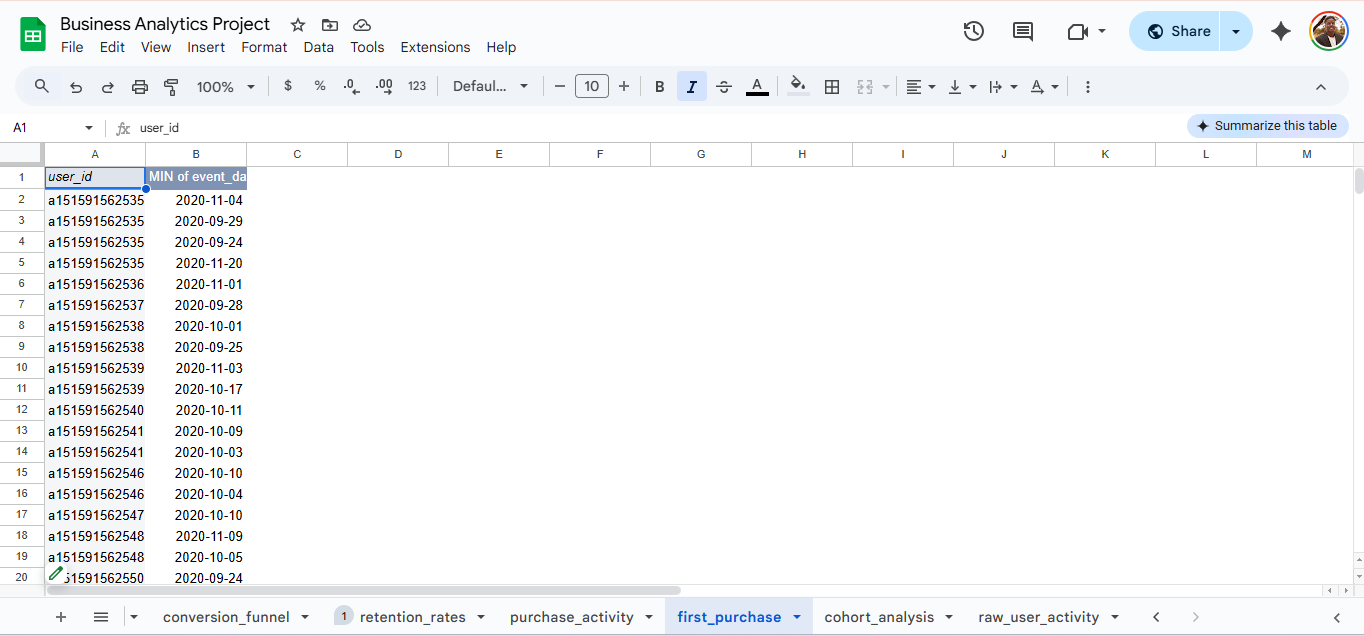 Business Analytics Project
File Edit View Insert Format Data Tools Extensions Help
Share
100% $ % .0 .00 123 Defaul... − 10 + B I A A
A1 fx user_id
Summarize this table
A B C D E F G H I J K L M
1 user_id MIN of event_da
2 a151591562535 2020-11-04
3 a151591562535 2020-09-29
4 a151591562535 2020-09-24
5 a151591562535 2020-11-20
6 a151591562536 2020-11-01
7 a151591562537 2020-09-28
8 a151591562538 2020-10-01
9 a151591562538 2020-09-25
10 a151591562539 2020-11-03
11 a151591562539 2020-10-17
12 a151591562540 2020-10-11
13 a151591562541 2020-10-09
14 a151591562541 2020-10-03
15 a151591562546 2020-10-10
16 a151591562546 2020-10-04
17 a151591562547 2020-10-10
18 a151591562548 2020-11-09
19 a151591562548 2020-10-05
20 51591562550 2020-09-24
+ conversion_funnel 1 retention_rates purchase_activity first_purchase cohort_analysis raw_user_activity